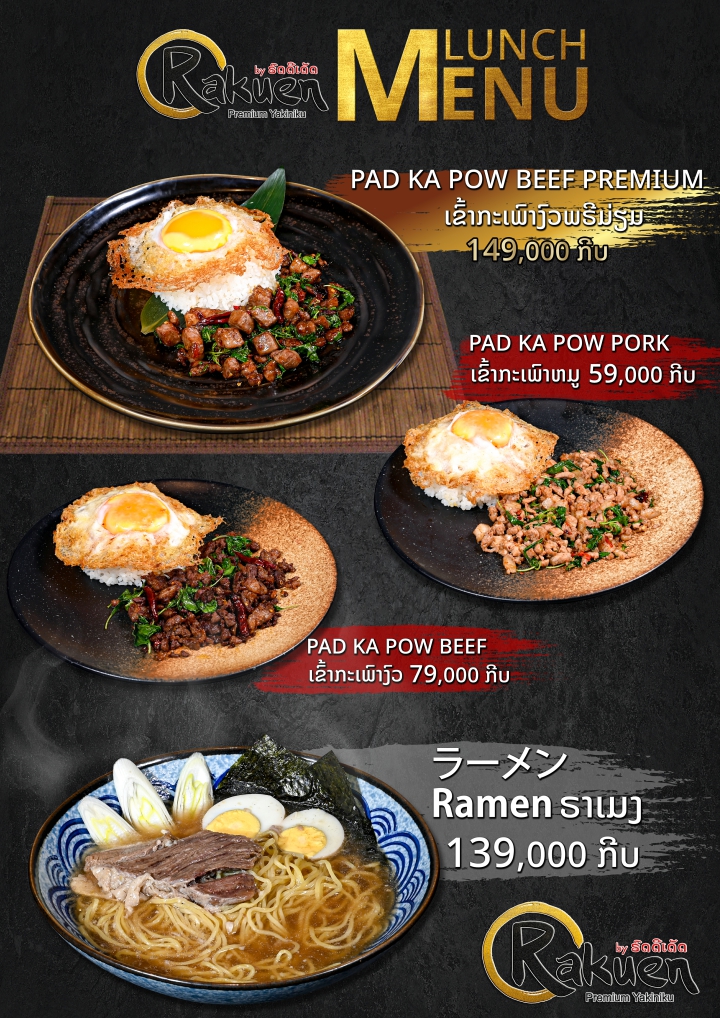 Rakuen
by ຣົດດີເດັດ
Premium Yakiniku
LUNCH
MENU
PAD KA POW BEEF PREMIUM
ເຂົ້າກະເພົາງົວພຣີມ່ຽມ
149,000 ກີບ
PAD KA POW PORK
ເຂົ້າກະເພົາຫມູ 59,000 ກີບ
PAD KA POW BEEF
ເຂົ້າກະເພົາງົວ 79,000 ກີບ
ラーメン
Ramen ຣາເມງ
139,000 ກີບ
by ຣົດດີເດັດ
Rakuen
Premium Yakiniku